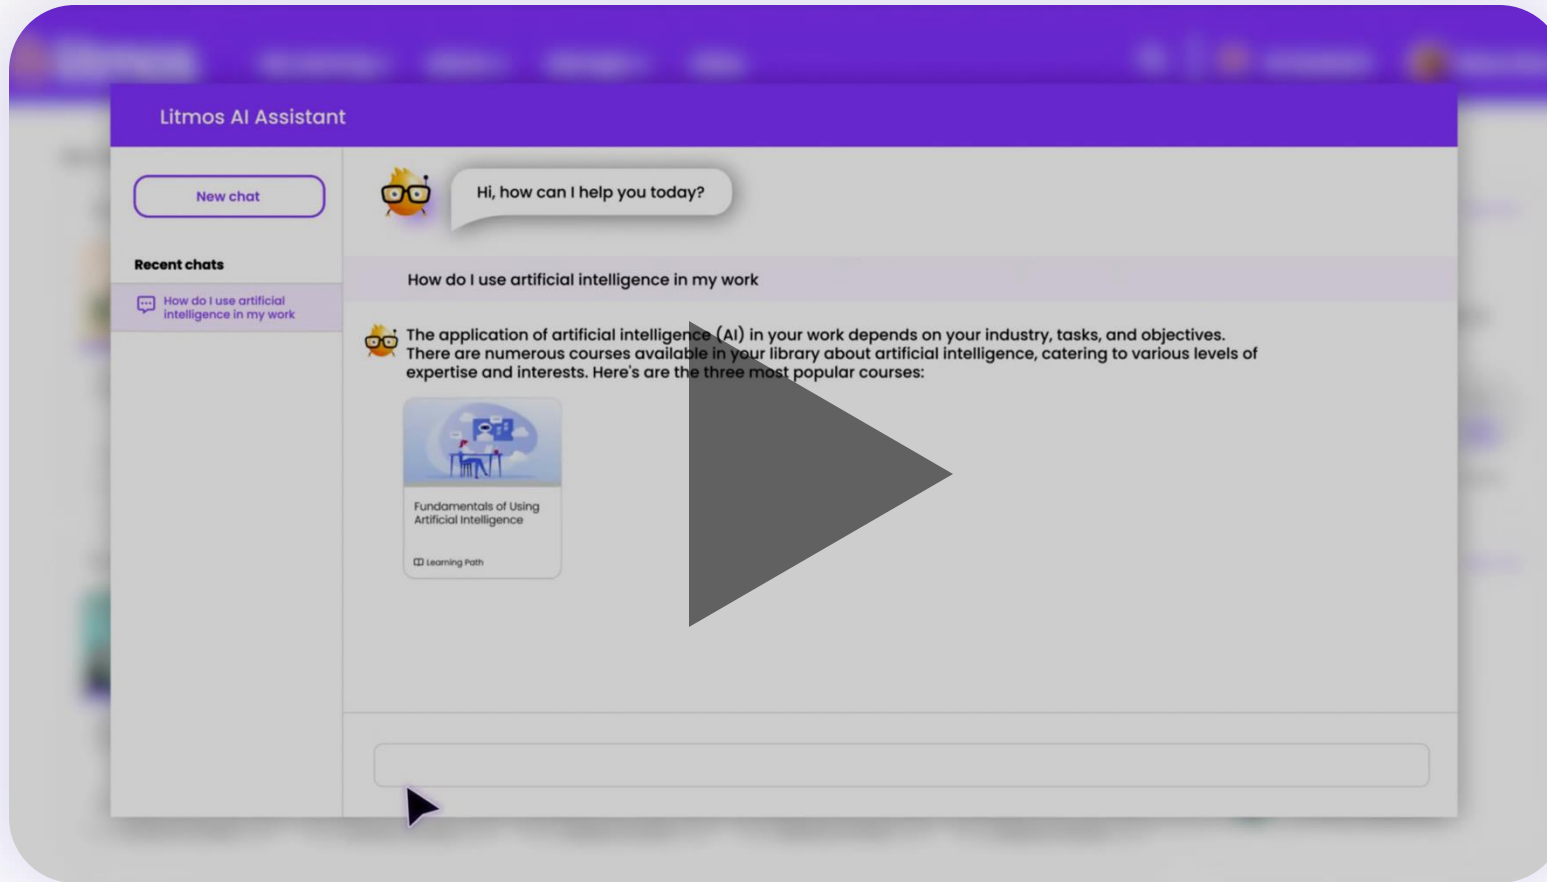 Litmos AI Assistant
New chat
Recent chats
How do I use artificial
intelligence in my work
Hi, how can I help you today?
How do I use artificial intelligence in my work
The application of artificial intelligence (AI) in your work depends on your industry, tasks, and objectives.
There are numerous courses available in your library about artificial intelligence, catering to various levels of
expertise and interests. Here's are the three most popular courses:
Fundamentals of Using
Artificial Intelligence
Learning Path